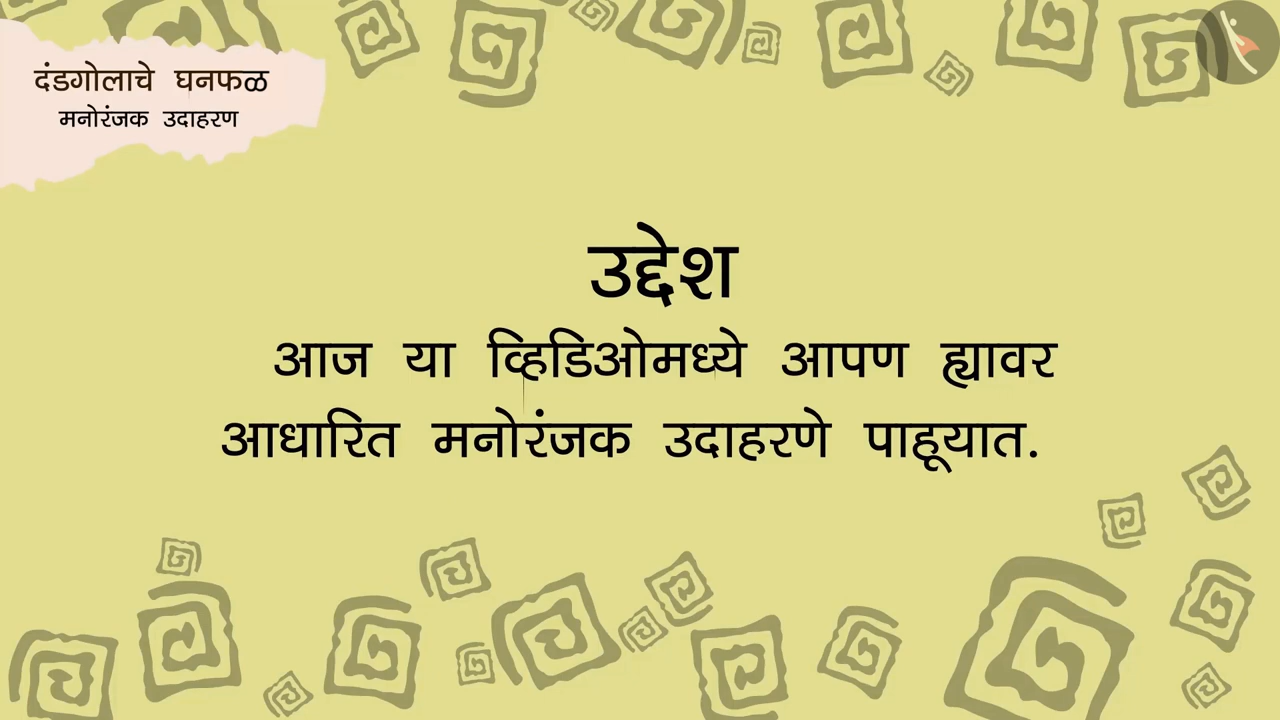 दंडगोलाचे घनफळ
मनोरंजक उदाहरण
उद्देश
आज या व्हिडिओमध्ये आपण ह्यावर
आधारित मनोरंजक उदाहरणे पाहूयात.